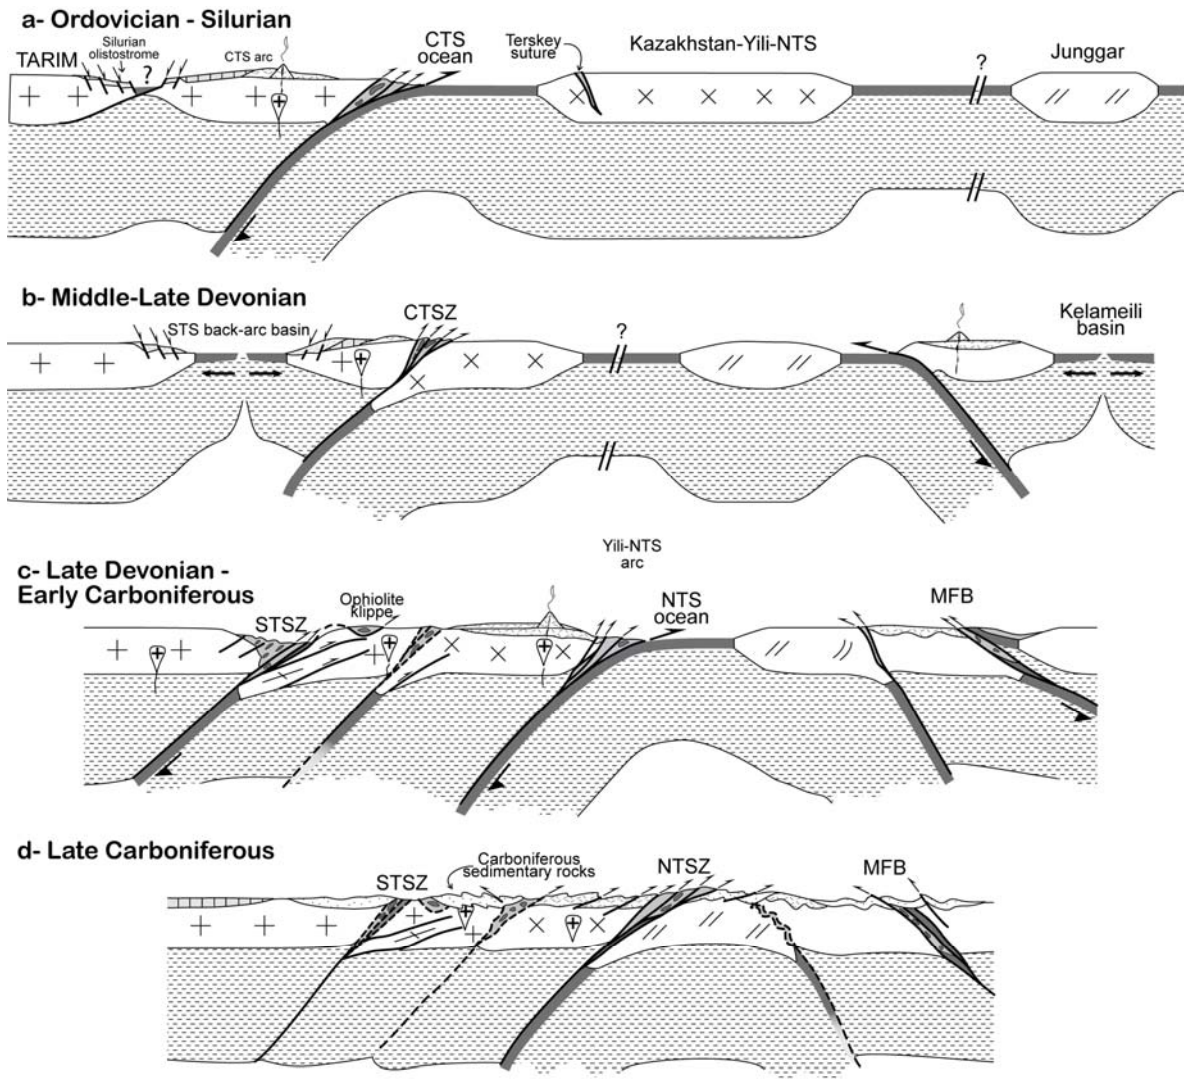 a- Ordovician - Silurian
TARIM
Silurian
olistostrome
?
CTS arc
CTS
ocean
Terskey
suture
Kazakhstan-Yili-NTS
?
Junggar
b- Middle-Late Devonian
STS back-arc basin
CTSZ
?
Kelameili
basin
c- Late Devonian -
Early Carboniferous
STSZ
Ophiolite
klippe
Yili-NTS
arc
NTS
ocean
MFB
d- Late Carboniferous
STSZ
Carboniferous
sedimentary rocks
NTSZ
MFB